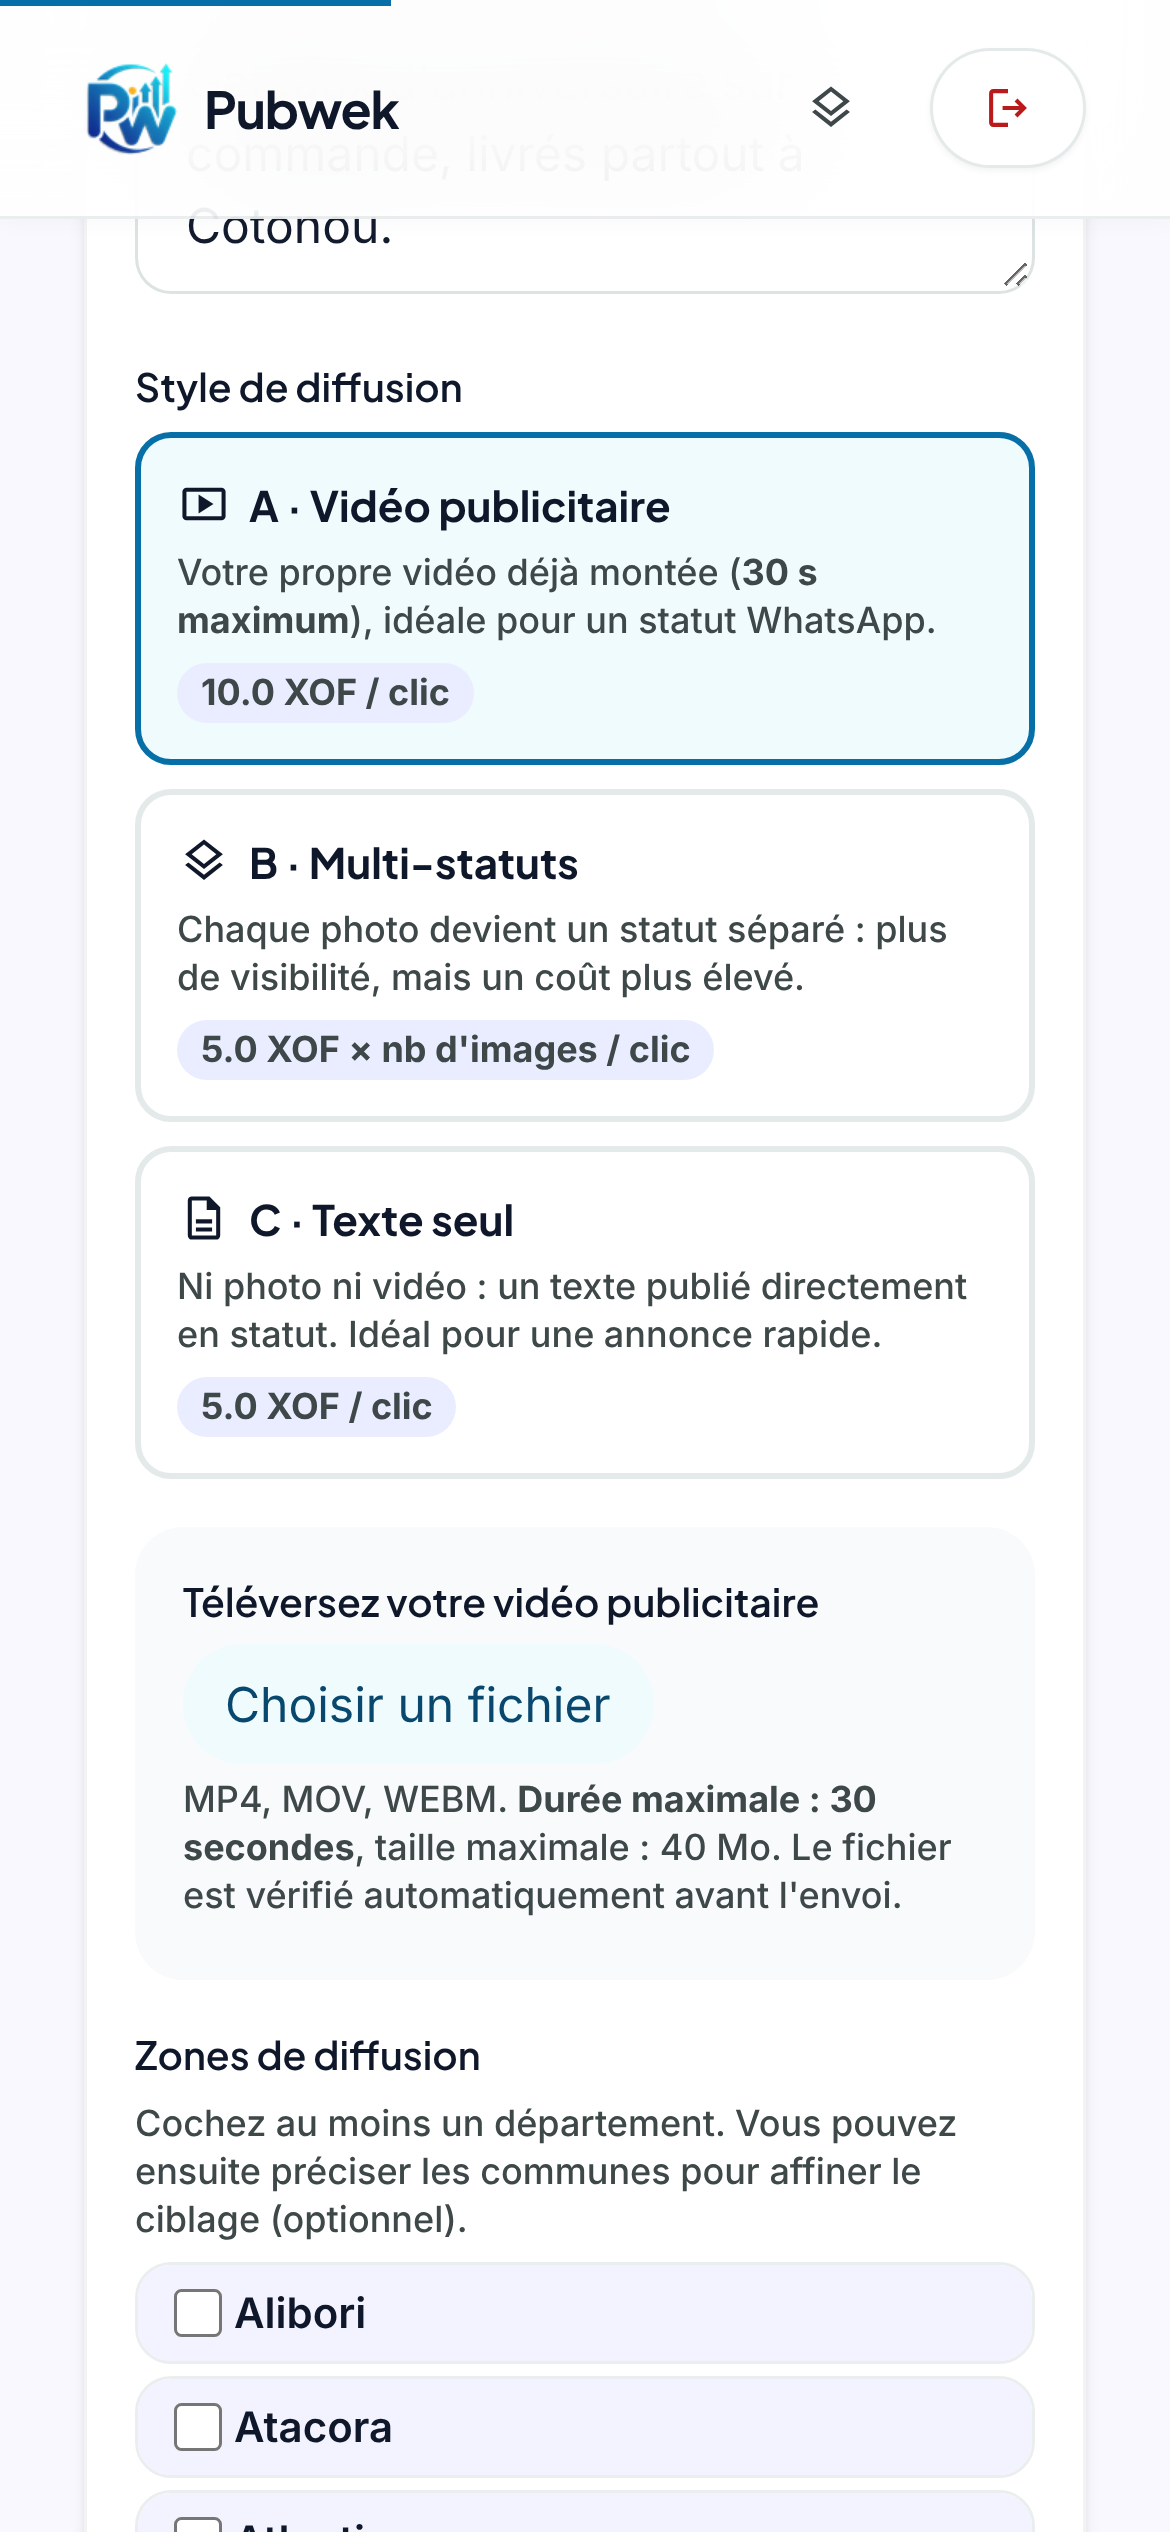 Pubwek
commande, livrés partout à
Cotonou.
Style de diffusion
A · Vidéo publicitaire
Votre propre vidéo déjà montée (30 s
maximum), idéale pour un statut WhatsApp.
10.0 XOF / clic
B · Multi-statuts
Chaque photo devient un statut séparé : plus
de visibilité, mais un coût plus élevé.
5.0 XOF × nb d'images / clic
C · Texte seul
Ni photo ni vidéo : un texte publié directement
en statut. Idéal pour une annonce rapide.
5.0 XOF / clic
Téléversez votre vidéo publicitaire
Choisir un fichier
MP4, MOV, WEBM. Durée maximale : 30
secondes, taille maximale : 40 Mo. Le fichier
est vérifié automatiquement avant l'envoi.
Zones de diffusion
Cochez au moins un département. Vous pouvez
ensuite préciser les communes pour affiner le
ciblage (optionnel).
Alibori
Atacora